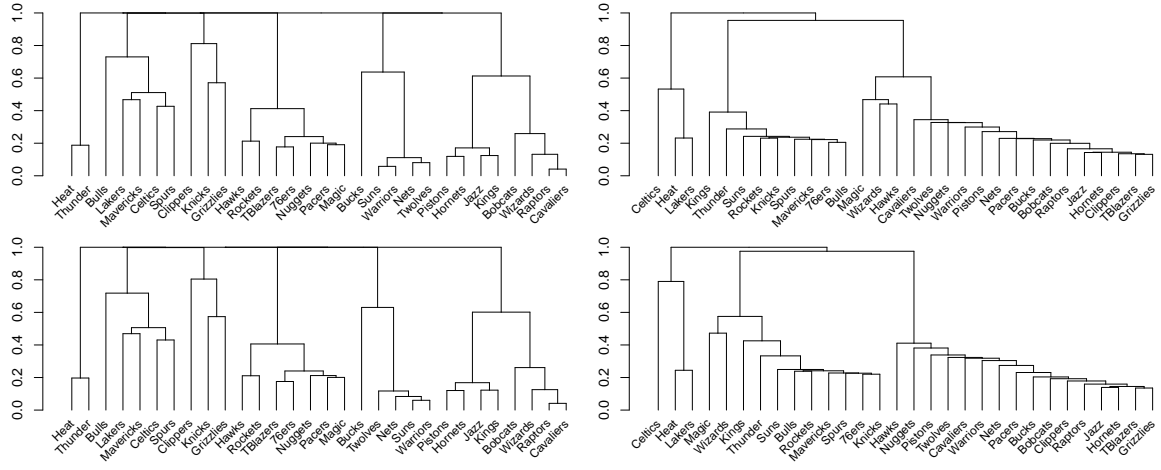 1.0
0.8
0.6
0.4
0.2
0.0
Heat
Thunder
Bulls
Lakers
Mavericks
Celtics
Spurs
Clippers
Knicks
Grizzlies
Hawks
Rockets
TBlazers
76ers
Nuggets
Pacers
Magic
Bucks
Suns
Warriors
Nets
Twolves
Pistons
Hornets
Jazz
Kings
Bobcats
Wizards
Raptors
Cavaliers
1.0
0.8
0.6
0.4
0.2
0.0
Celtics
Heat
Lakers
Kings
Thunder
Suns
Rockets
Knicks
Spurs
Mavericks
76ers
Bulls
Magic
Wizards
Hawks
Cavaliers
Twolves
Nuggets
Warriors
Pistons
Nets
Pacers
Bucks
Bobcats
Raptors
Jazz
Hornets
Clippers
TBlazers
Grizzlies
1.0
0.8
0.6
0.4
0.2
0.0
Heat
Thunder
Bulls
Lakers
Mavericks
Celtics
Spurs
Clippers
Knicks
Grizzlies
Hawks
Rockets
TBlazers
76ers
Nuggets
Pacers
Magic
Bucks
Twolves
Nets
Suns
Warriors
Pistons
Hornets
Jazz
Kings
Bobcats
Wizards
Raptors
Cavaliers
1.0
0.8
0.6
0.4
0.2
0.0
Celtics
Heat
Lakers
Magic
Wizards
Kings
Thunder
Suns
Bulls
Rockets
Mavericks
Spurs
76ers
Knicks
Hawks
Nuggets
Pistons
Twolves
Cavaliers
Warriors
Nets
Pacers
Bucks
Bobcats
Clippers
Raptors
Jazz
Hornets
TBlazers
Grizzlies